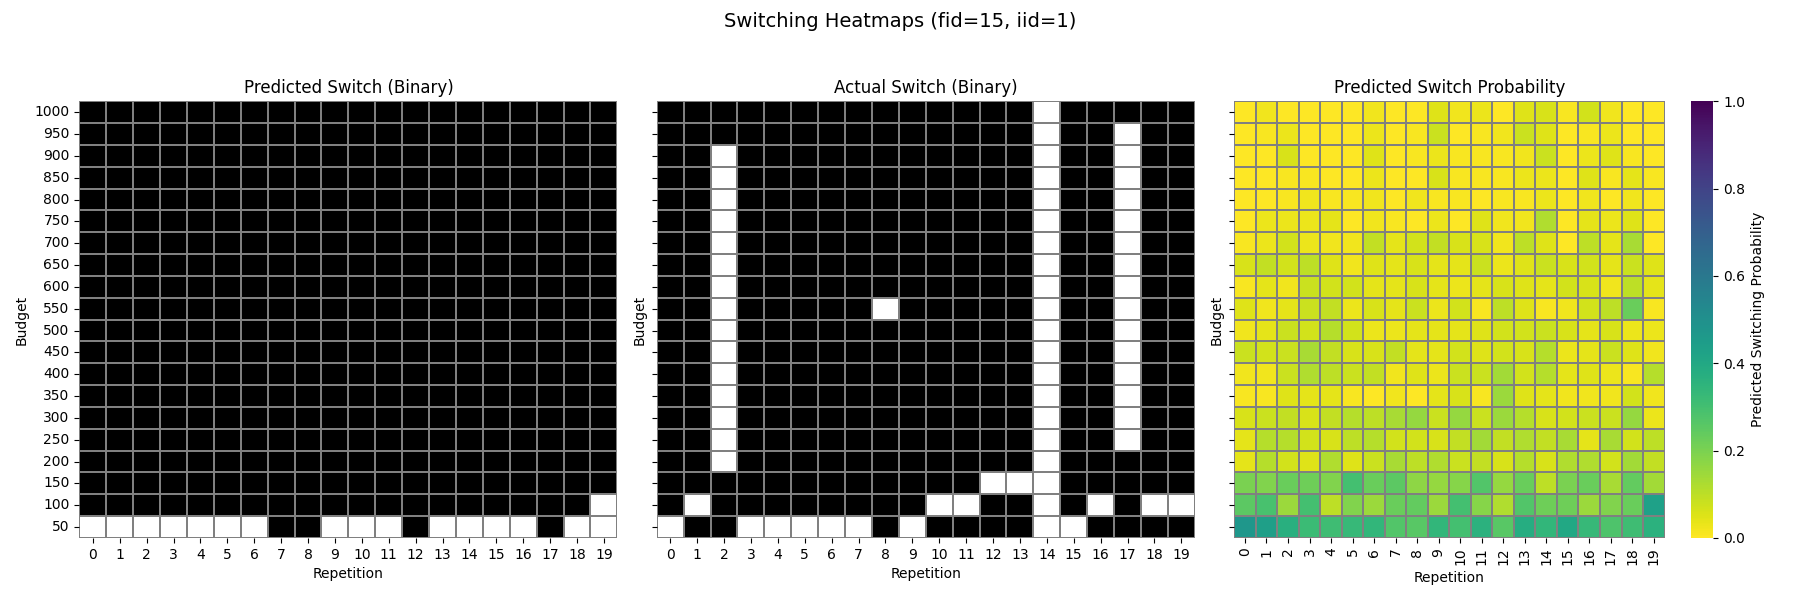 Switching Heatmaps (fid=15, iid=1)
Predicted Switch (Binary)
1000
950
900
850
800
750
700
650
600
550
500
450
400
350
300
250
200
150
100
50
Budget
0 1 2 3 4 5 6 7 8 9 10 11 12 13 14 15 16 17 18 19
Repetition
Actual Switch (Binary)
Budget
0 1 2 3 4 5 6 7 8 9 10 11 12 13 14 15 16 17 18 19
Repetition
Predicted Switch Probability
Budget
0 1 2 3 4 5 6 7 8 9 10 11 12 13 14 15 16 17 18 19
Repetition
1.0
0.8
0.6
0.4
0.2
0.0
Predicted Switching Probability